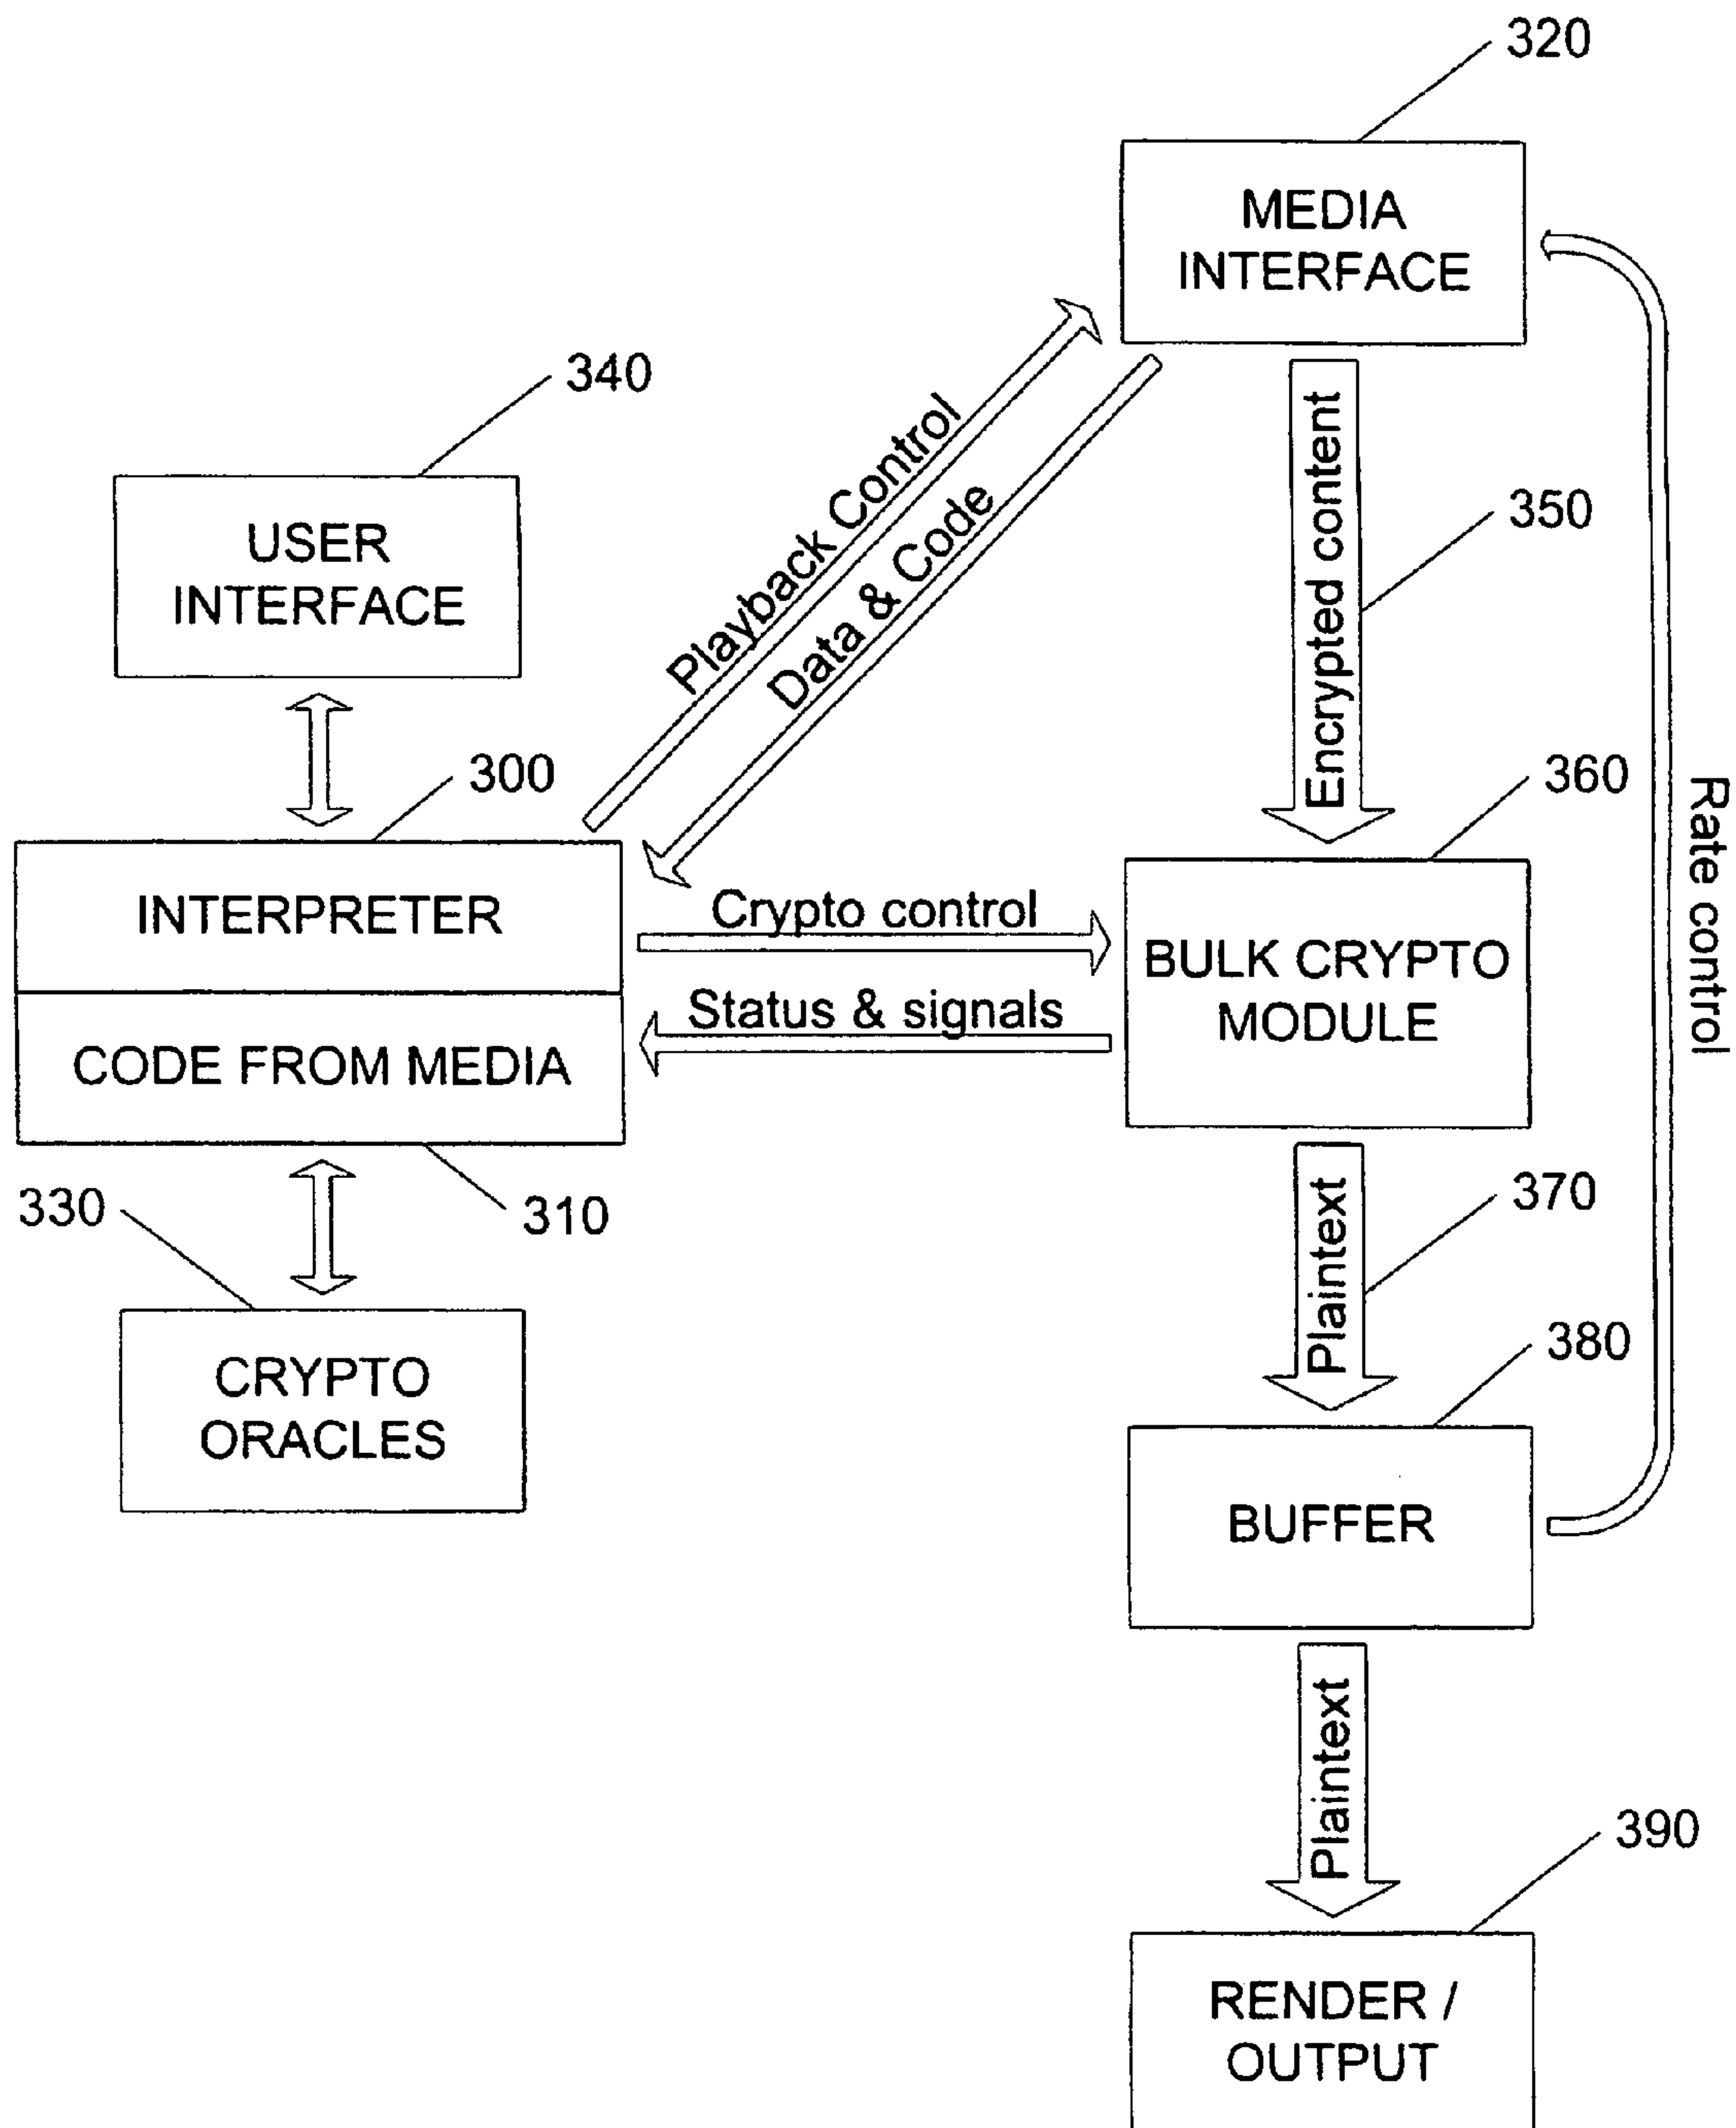 320
MEDIA
INTERFACE
340
USER
INTERFACE
Playback Control
Data & Code
Encrypted content
350
300
INTERPRETER
CODE FROM MEDIA
310
Crypto control
Status & signals
360
BULK CRYPTO
MODULE
Rate control
330
CRYPTO
ORACLES
Plaintext
370
380
BUFFER
Plaintext
390
RENDER /
OUTPUT